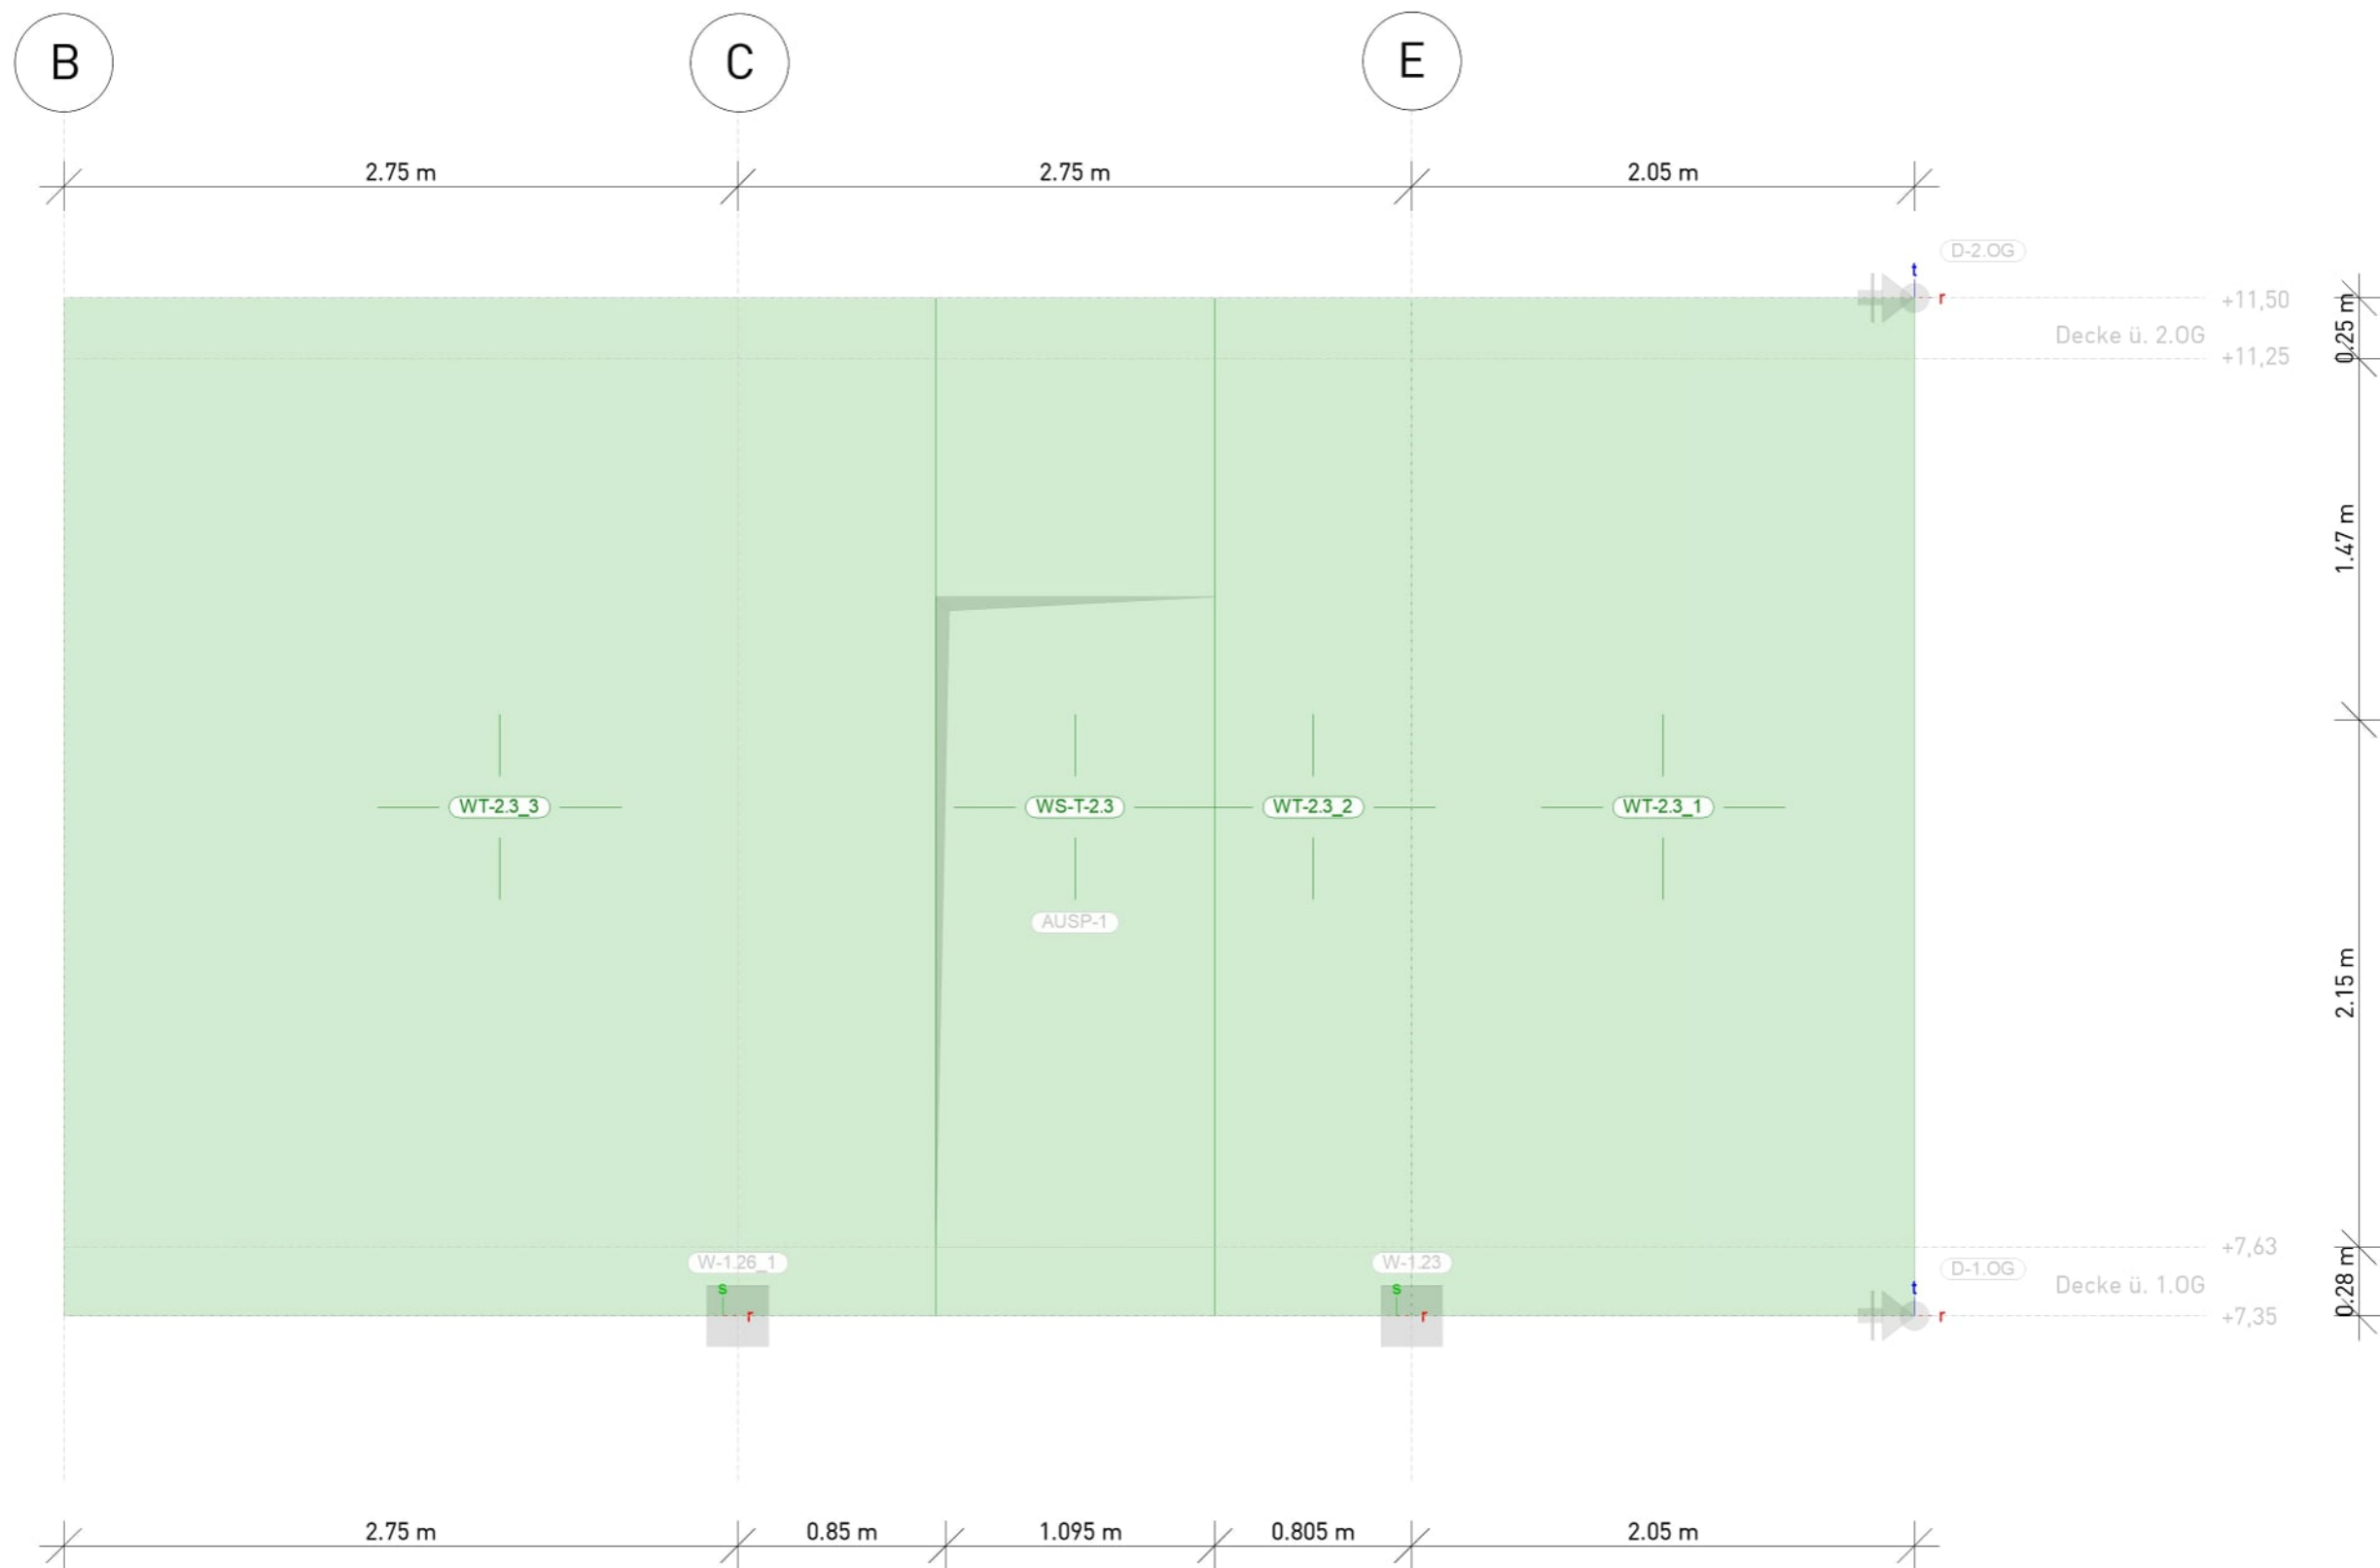 B
C
E
2.75 m
2.75 m
2.05 m
D-2.OG
t
r
+11,50
0.25 m
Decke ü. 2.OG
+11,25
1.47 m
WT-2.3_3
WS-T-2.3
WT-2.3_2
WT-2.3_1
AUSP-1
2.15 m
+7,63
W-1.26_1
W-1.23
D-1.OG
Decke ü. 1.OG
0.28 m
s
s
t
r
r
r
+7,35
2.75 m
0.85 m
1.095 m
0.805 m
2.05 m